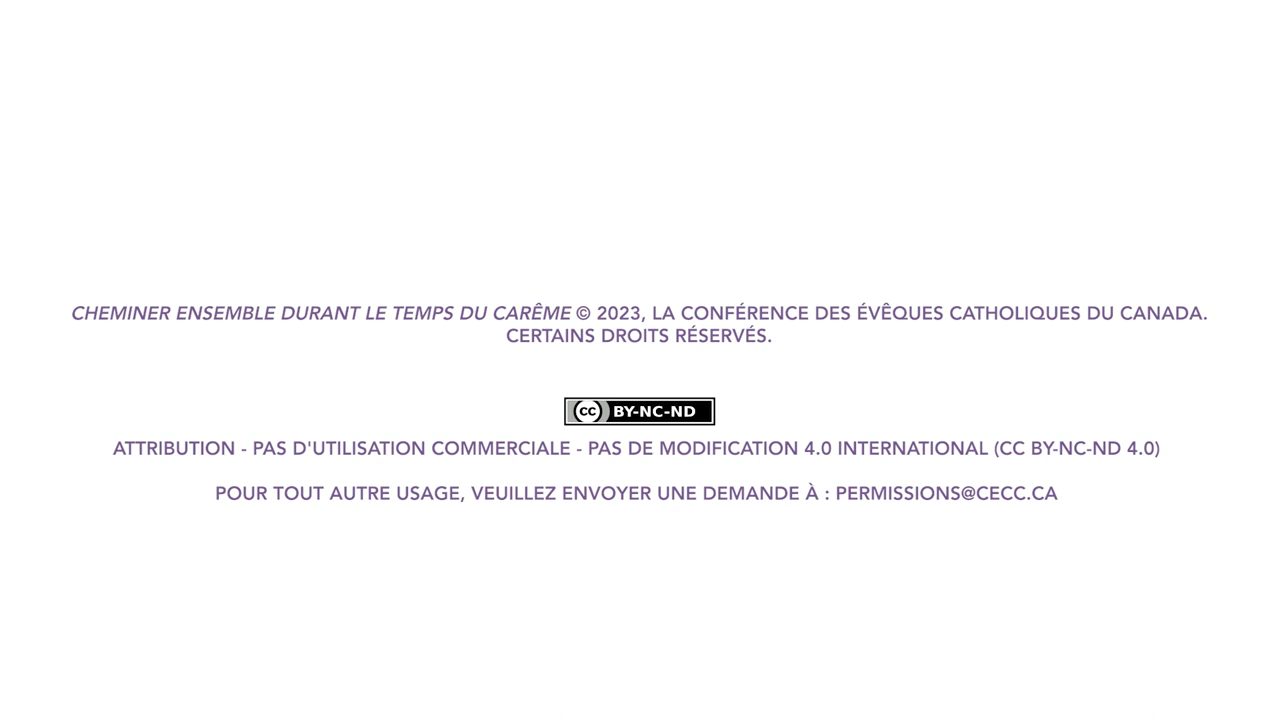 CHEMINER ENSEMBLE DURANT LE TEMPS DU CARÊME © 2023, LA CONFÉRENCE DES ÉVÊQUES CATHOLIQUES DU CANADA.
CERTAINS DROITS RÉSERVÉS.
cc BY-NC-ND
ATTRIBUTION - PAS D'UTILISATION COMMERCIALE - PAS DE MODIFICATION 4.0 INTERNATIONAL (CC BY-NC-ND 4.0)
POUR TOUT AUTRE USAGE, VEUILLEZ ENVOYER UNE DEMANDE À : PERMISSIONS@CECC.CA